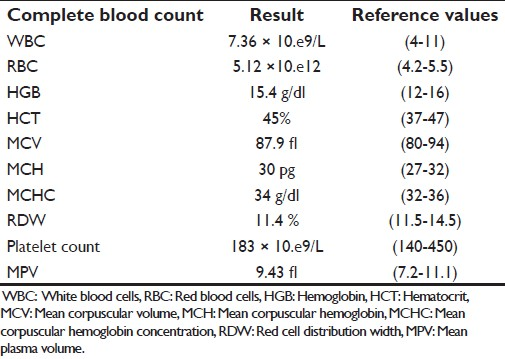 Complete blood count Result Reference values
WBC 7.36 × 10.e9/L (4-11)
RBC 5.12 ×10.e12 (4.2-5.5)
HGB 15.4 g/dl (12-16)
HCT 45% (37-47)
MCV 87.9 fl (80-94)
MCH 30 pg (27-32)
MCHC 34 g/dl (32-36)
RDW 11.4 % (11.5-14.5)
Platelet count 183 × 10.e9/L (140-450)
MPV 9.43 fl (7.2-11.1)
WBC: White blood cells, RBC: Red blood cells, HGB: Hemoglobin, HCT: Hematocrit,
MCV: Mean corpuscular volume, MCH: Mean corpuscular hemoglobin, MCHC: Mean
corpuscular hemoglobin concentration, RDW: Red cell distribution width, MPV: Mean
plasma volume.